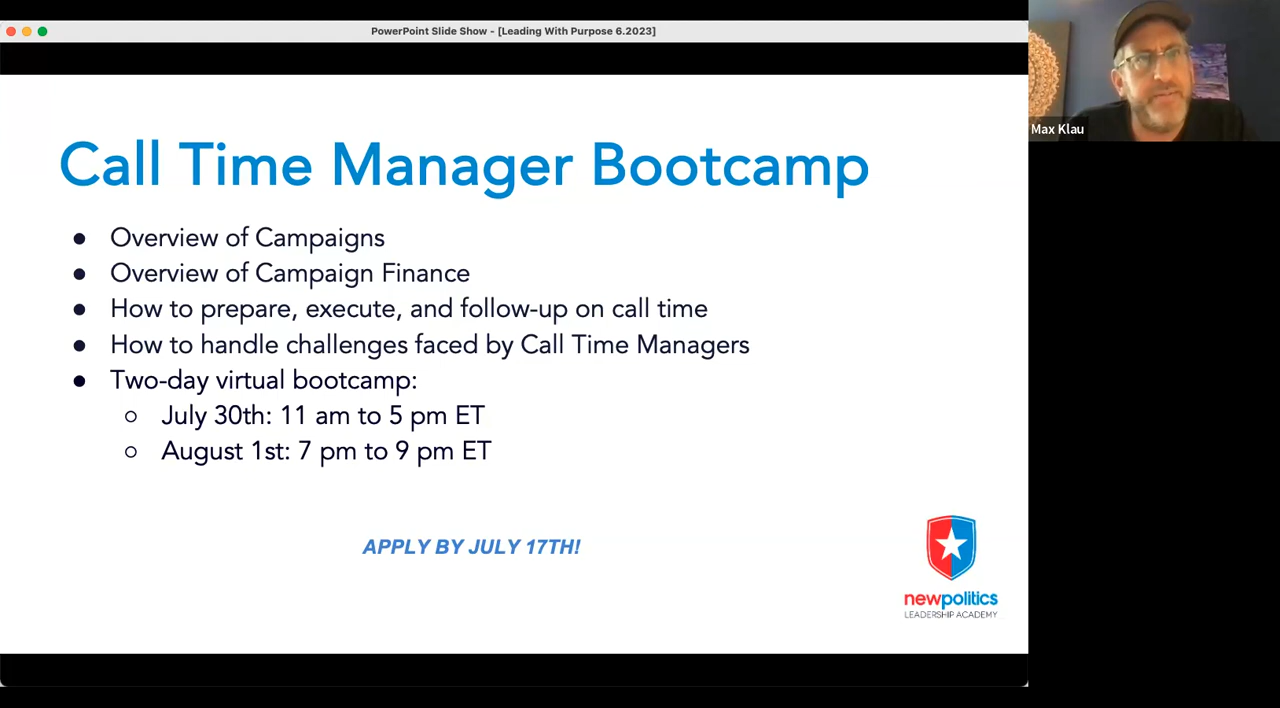 PowerPoint Slide Show - [Leading With Purpose 6.2023]
Max Klau
Call Time Manager Bootcamp
● Overview of Campaigns
● Overview of Campaign Finance
● How to prepare, execute, and follow-up on call time
● How to handle challenges faced by Call Time Managers
● Two-day virtual bootcamp:
○ July 30th: 11 am to 5 pm ET
○ August 1st: 7 pm to 9 pm ET
APPLY BY JULY 17TH!
newpolitics
LEADERSHIP ACADEMY